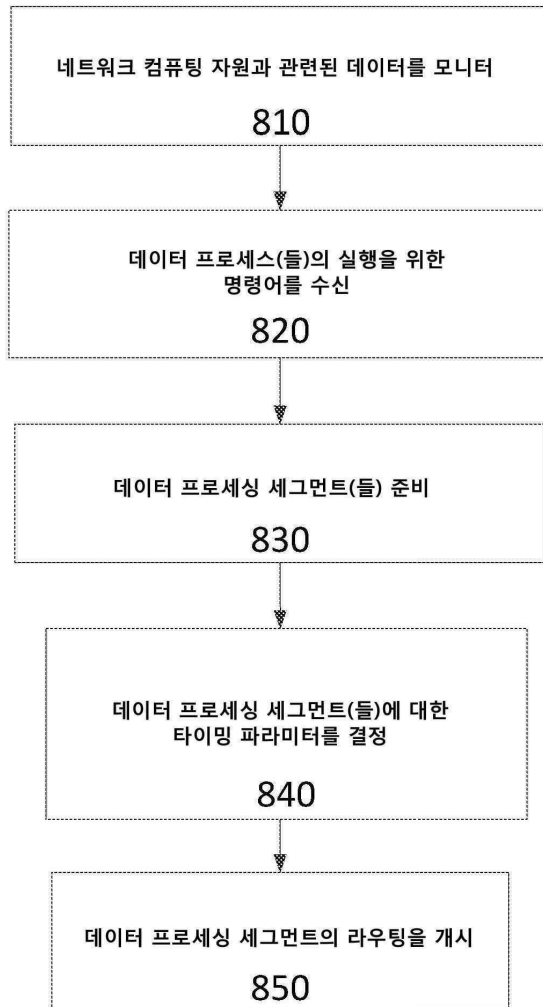 네트워크 컴퓨팅 자원과 관련된 데이터를 모니터
810
데이터 프로세스(들)의 실행을 위한
명령어를 수신
820
데이터 프로세싱 세그먼트(들) 준비
830
데이터 프로세싱 세그먼트(들)에 대한
타이밍 파라미터를 결정
840
데이터 프로세싱 세그먼트의 라우팅을 개시
850